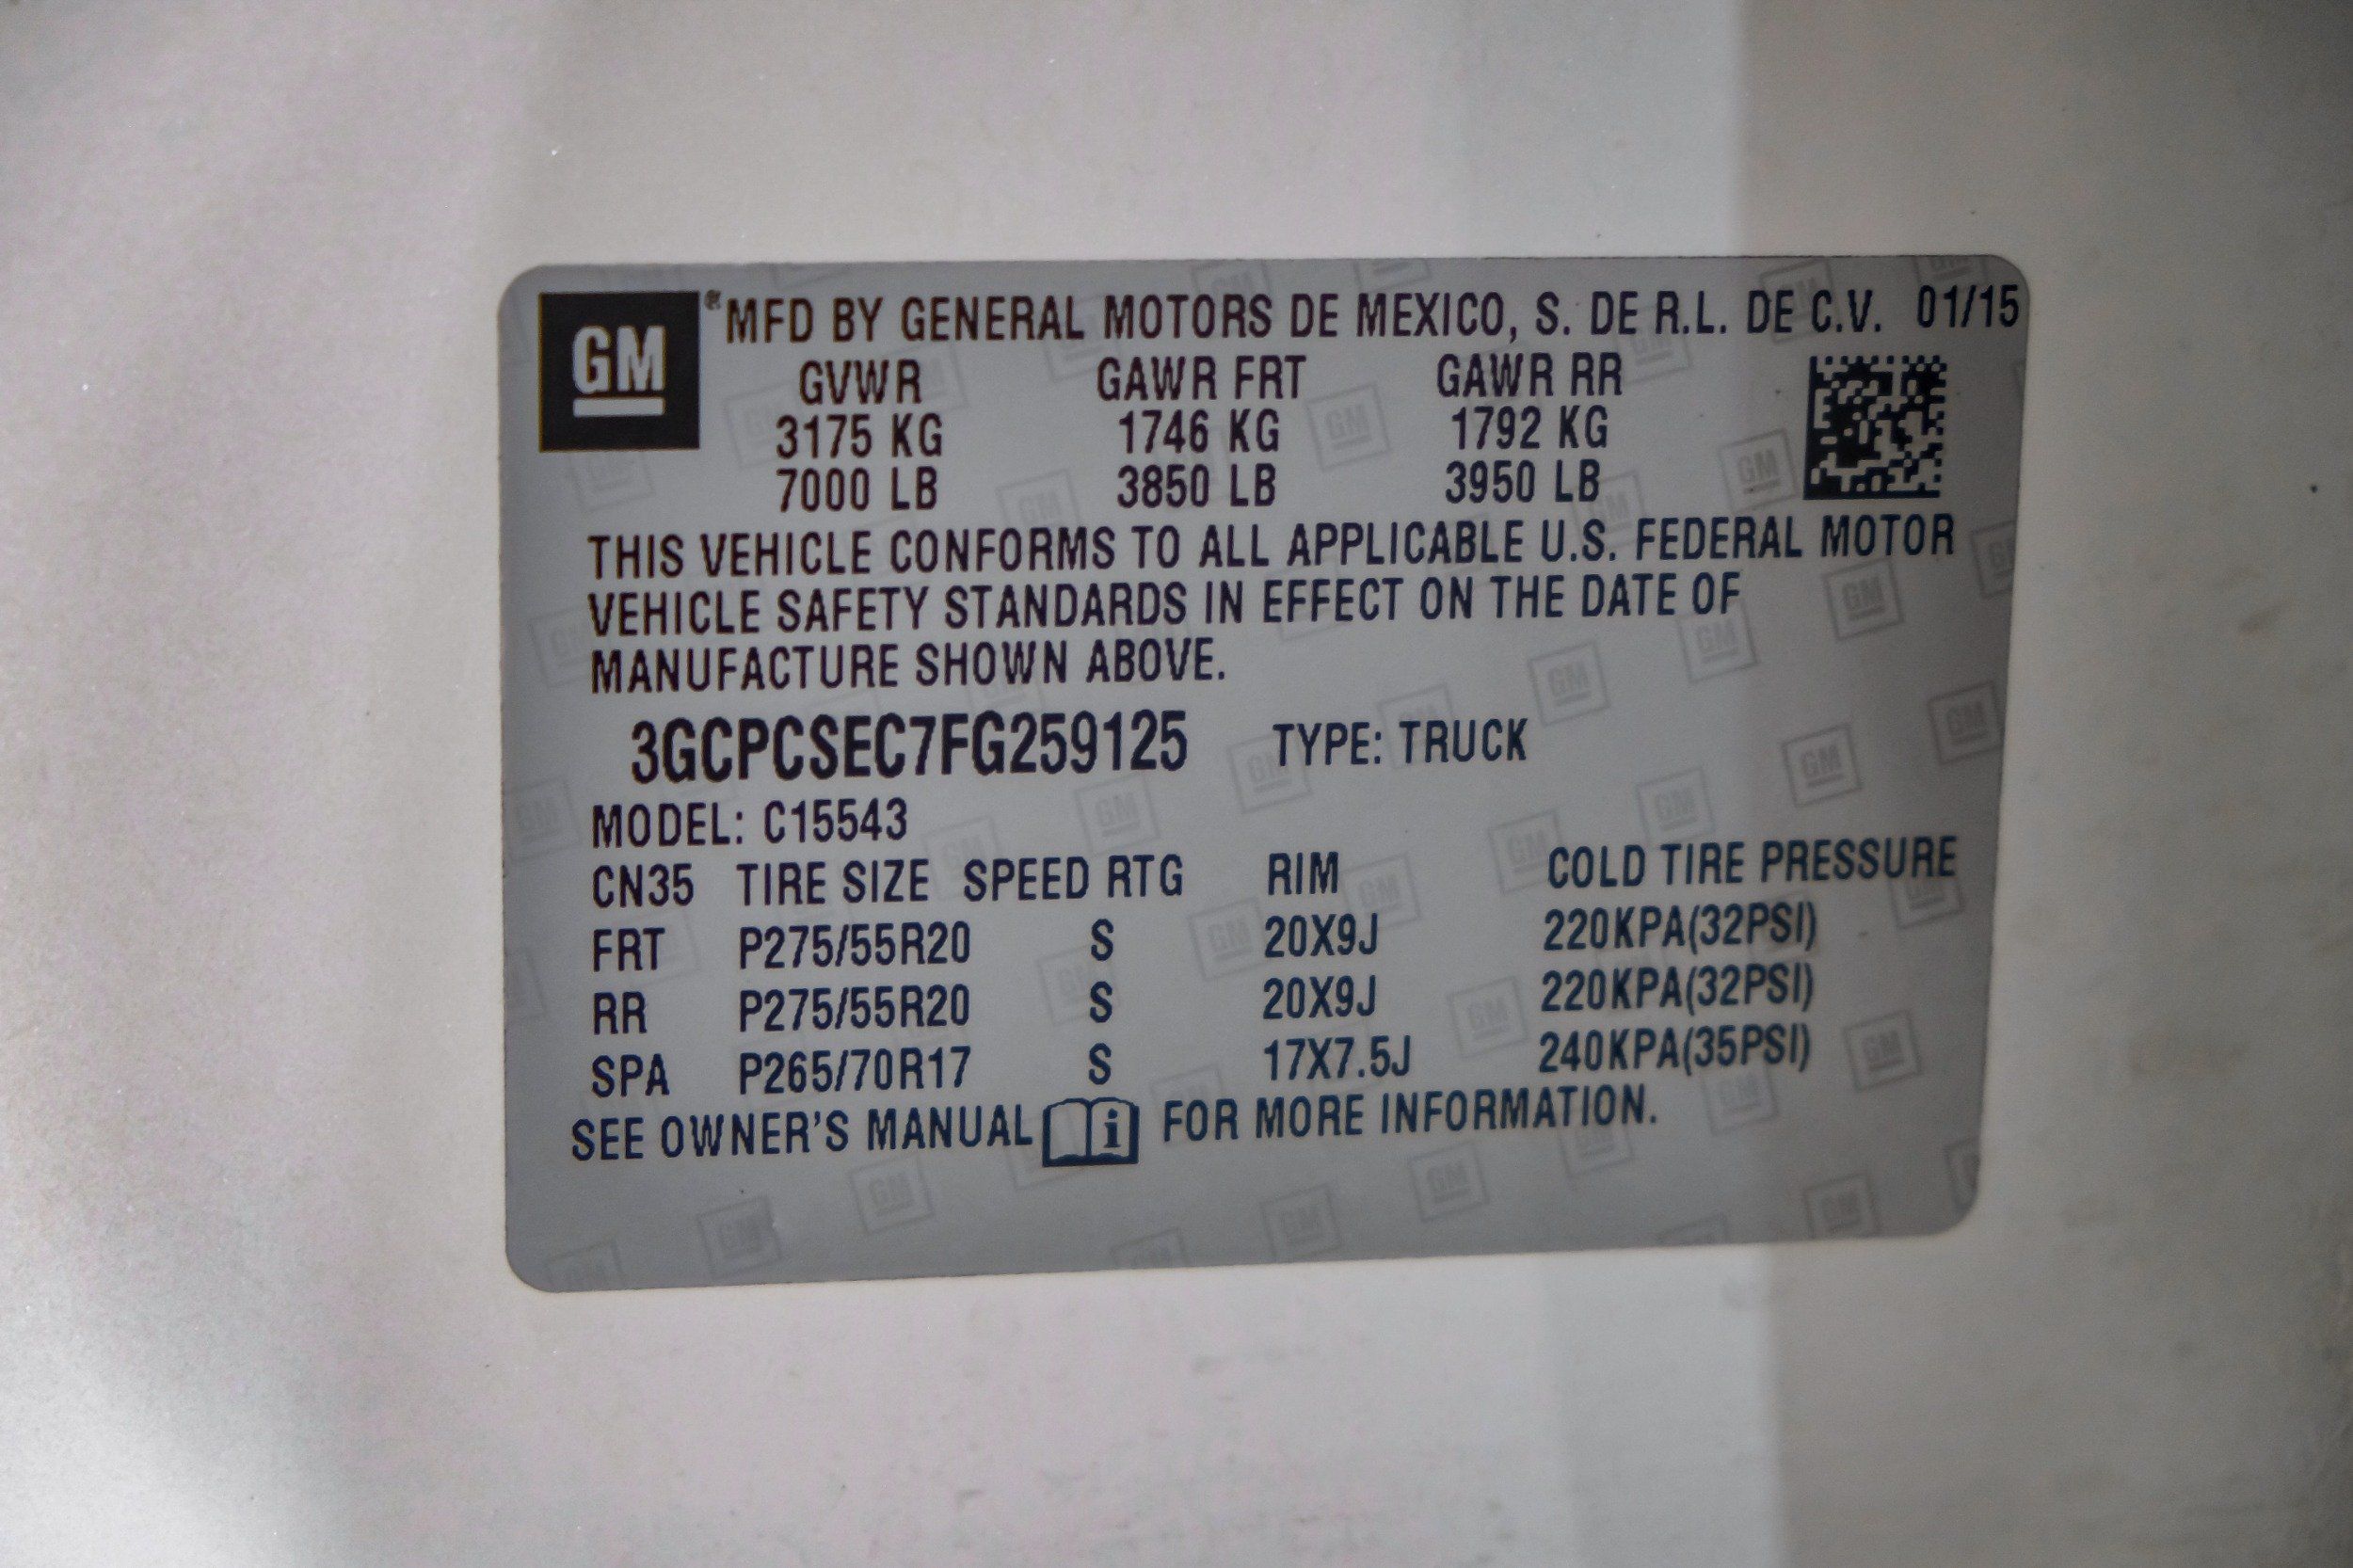 GM ® MFD BY GENERAL MOTORS DE MEXICO, S. DE R.L. DE C.V. 01/15
GVWR GAWR FRT GAWR RR
3175 KG 1746 KG 1792 KG
7000 LB 3850 LB 3950 LB
THIS VEHICLE CONFORMS TO ALL APPLICABLE U.S. FEDERAL MOTOR
VEHICLE SAFETY STANDARDS IN EFFECT ON THE DATE OF
MANUFACTURE SHOWN ABOVE.
3GCPCSEC7FG259125 TYPE: TRUCK
MODEL: C15543
CN35 TIRE SIZE SPEED RTG RIM COLD TIRE PRESSURE
FRT P275/55R20 S 20X9J 220KPA(32PSI)
RR P275/55R20 S 20X9J 220KPA(32PSI)
SPA P265/70R17 S 17X7.5J 240KPA(35PSI)
SEE OWNER'S MANUAL i FOR MORE INFORMATION.